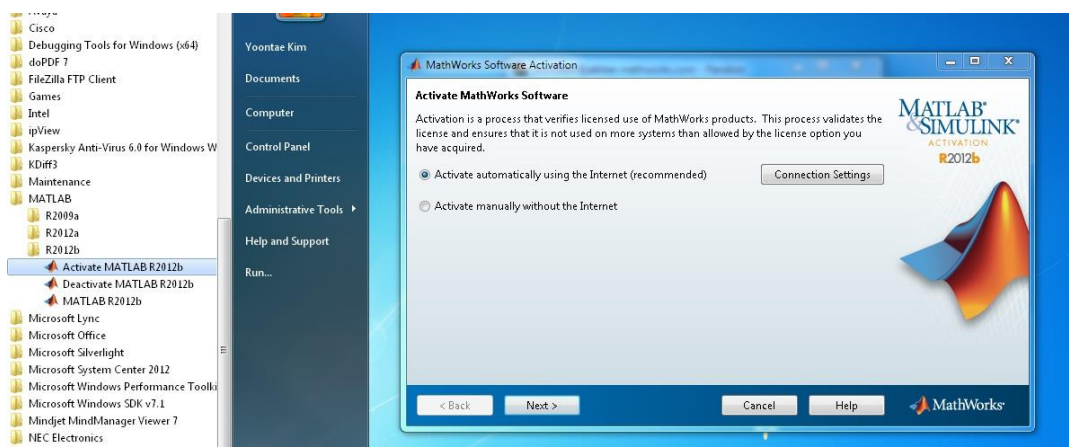 Cisco
Debugging Tools for Windows (x64)
doPDF 7
FileZilla FTP Client
Games
Intel
ipView
Kaspersky Anti-Virus 6.0 for Windows W
KDiff3
Maintenance
MATLAB
R2009a
R2012a
R2012b
Activate MATLAB R2012b
Deactivate MATLAB R2012b
MATLAB R2012b
Microsoft Lync
Microsoft Office
Microsoft Silverlight
Microsoft System Center 2012
Microsoft Windows Performance Toolki
Microsoft Windows SDK v7.1
Mindjet MindManager Viewer 7
NEC Electronics
Yoontae Kim
Documents
Computer
Control Panel
Devices and Printers
Administrative Tools
Help and Support
Run...
MathWorks Software Activation
Activate MathWorks Software
Activation is a process that verifies licensed use of MathWorks products. This process validates the
license and ensures that it is not used on more systems than allowed by the license option you
have acquired.
Activate automatically using the Internet (recommended)
Connection Settings
Activate manually without the Internet
MATLAB®
&SIMULINK®
ACTIVATION
R2012b
< Back
Next >
Cancel
Help
MathWorks®